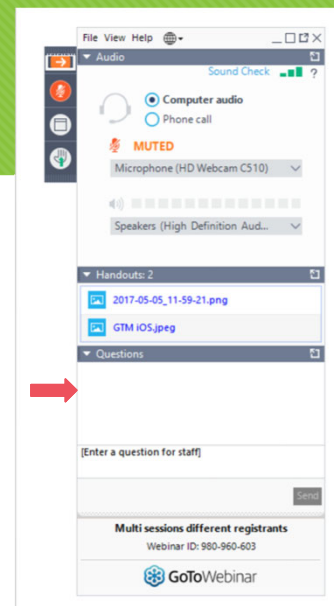 File View Help
Audio
Sound Check ?
Computer audio
Phone call
MUTED
Microphone (HD Webcam C510)
Speakers (High Definition Aud...
Handouts: 2
2017-05-05_11-59-21.png
GTM iOS.jpeg
Questions
[Enter a question for staff]
Send
Multi sessions different registrants
Webinar ID: 980-960-603
GoToWebinar